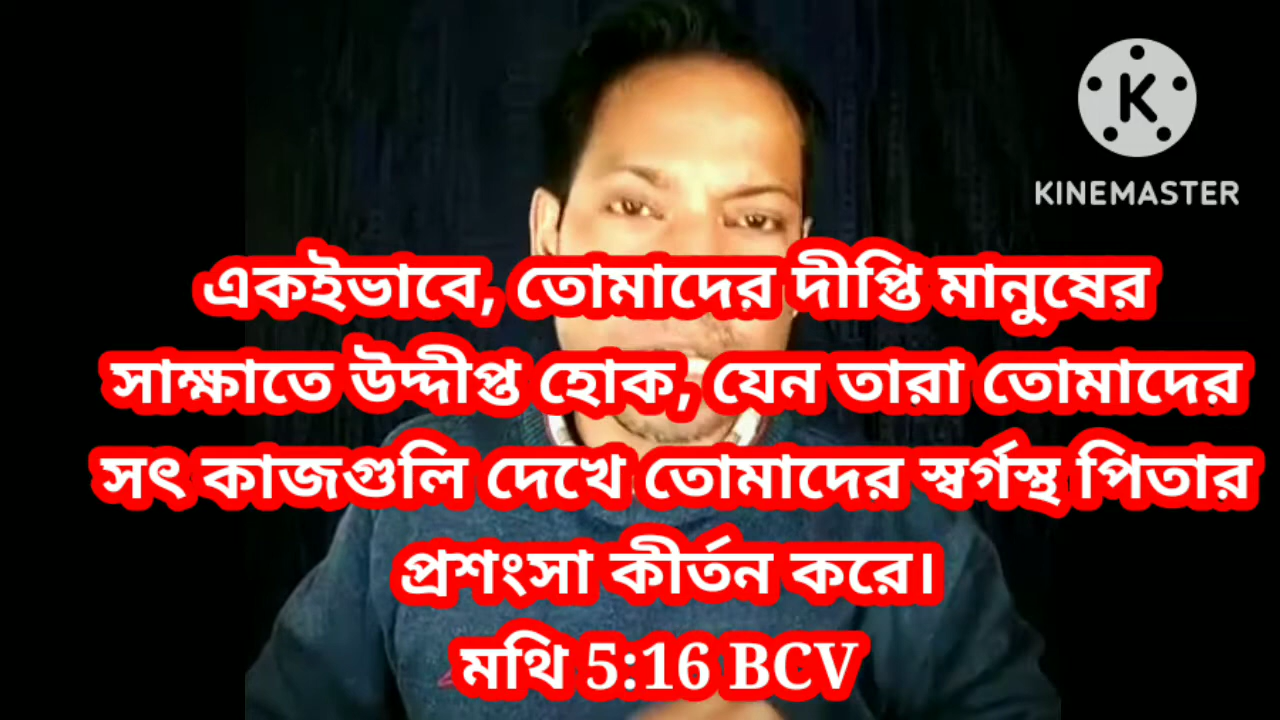 KINEMASTER
একইভাবে, তোমাদের দীপ্তি মানুষের
সাক্ষাতে উদ্দীপ্ত হোক, যেন তারা তোমাদের
সৎ কাজগুলি দেখে তোমাদের স্বর্গস্থ পিতার
প্রশংসা কীর্তন করে।
মথি 5:16 BCV